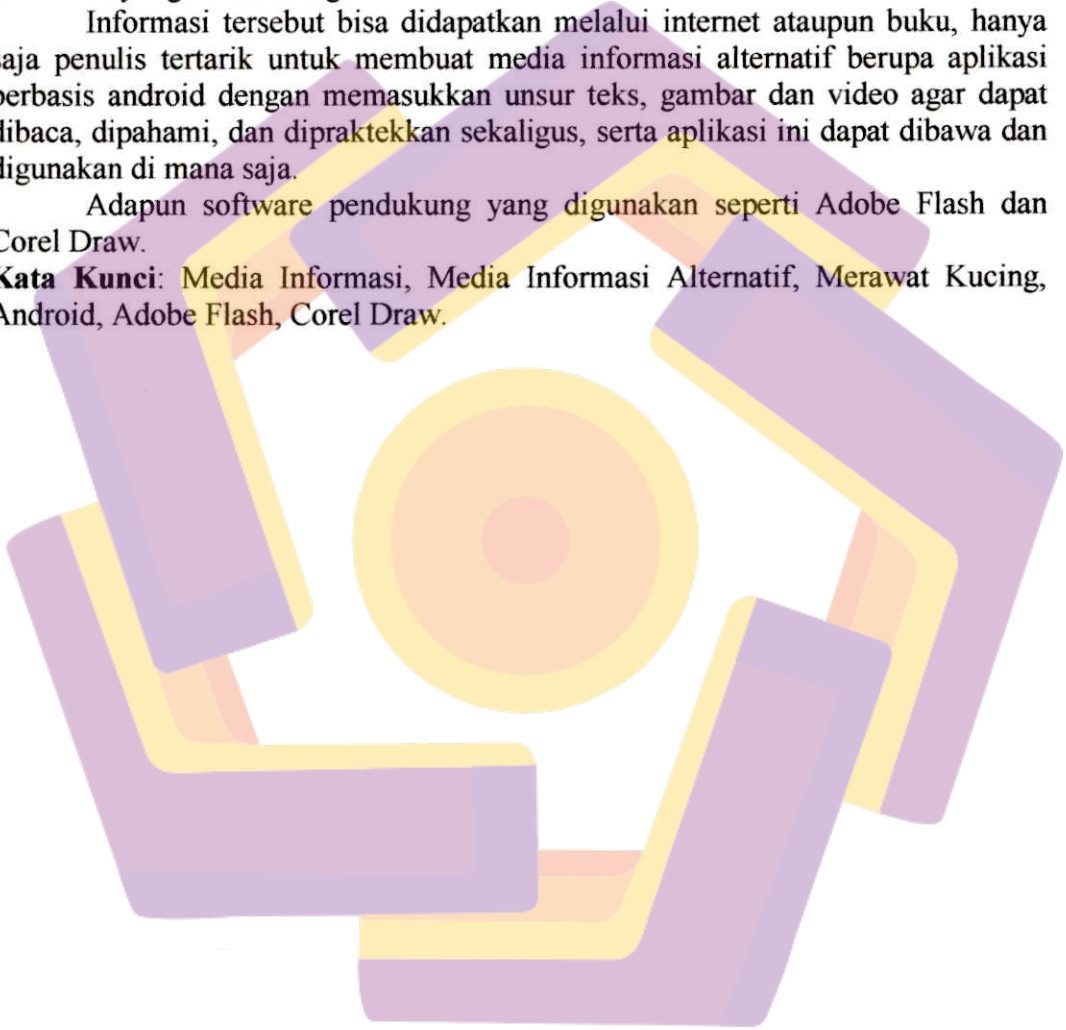 Informasi tersebut bisa didapatkan melalui internet ataupun buku, hanya
saja penulis tertarik untuk membuat media informasi alternatif berupa aplikasi
berbasis android dengan memasukkan unsur teks, gambar dan video agar dapat
dibaca, dipahami, dan dipraktekkan sekaligus, serta aplikasi ini dapat dibawa dan
digunakan di mana saja.
Adapun software pendukung yang digunakan seperti Adobe Flash dan
Corel Draw.
Kata Kunci: Media Informasi, Media Informasi Alternatif, Merawat Kucing,
Android, Adobe Flash, Corel Draw.